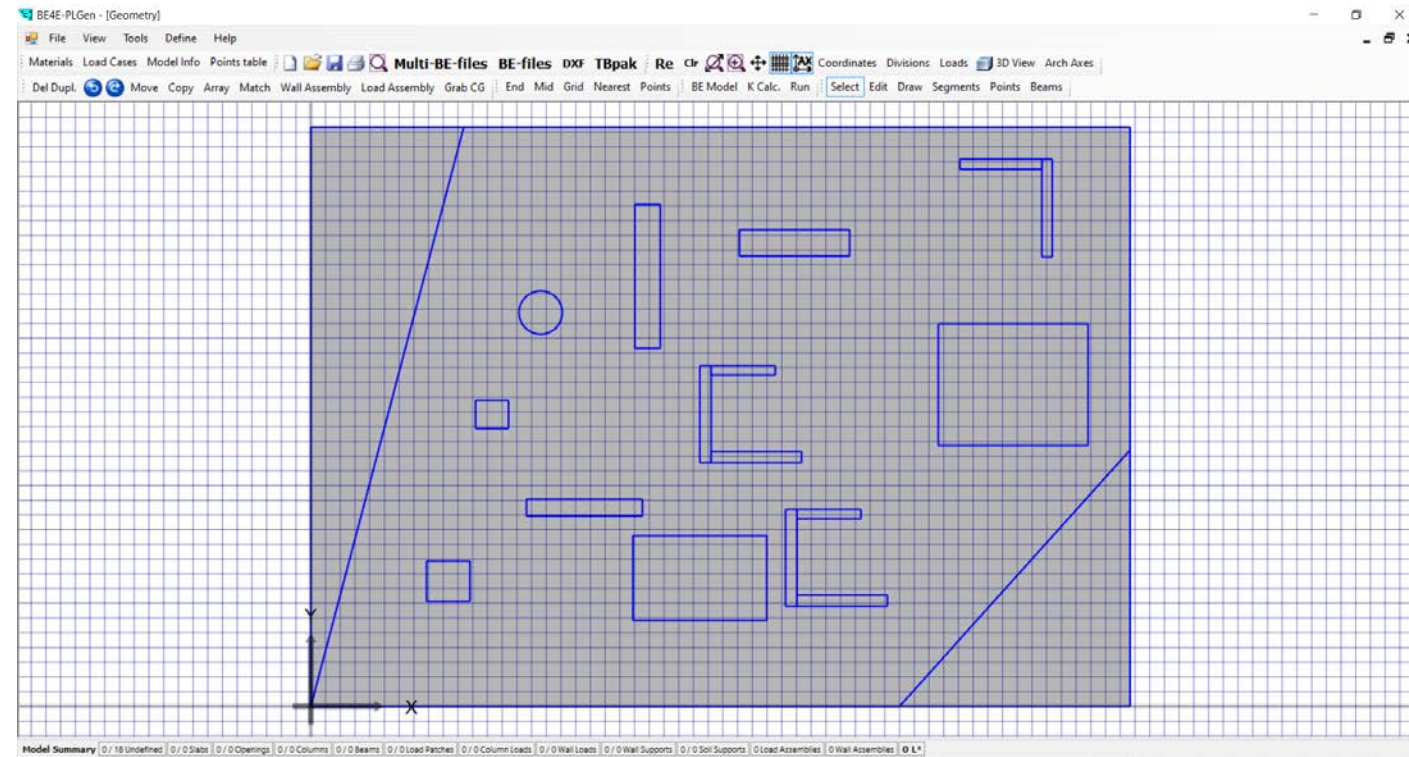 BE4E-PLGen - [Geometry]
File View Tools Define Help
Materials Load Cases Model Info Points table Multi-BE-files BE-files DXF TBpak Re Clr Coordinates Divisions Loads 3D View Arch Axes
Del Dupl. Move Copy Array Match Wall Assembly Load Assembly Grab CG End Mid Grid Nearest Points BE Model K Calc. Run Select Edit Draw Segments Points Beams
Y
X
Model Summary 0 / 18 Undefined 0 / 0 Slabs 0 / 0 Openings 0 / 0 Columns 0 / 0 Beams 0 / 0 Load Patches 0 / 0 Column Loads 0 / 0 Wall Loads 0 / 0 Wall Supports 0 / 0 Soil Supports 0 Load Assemblies 0 Wall Assemblies